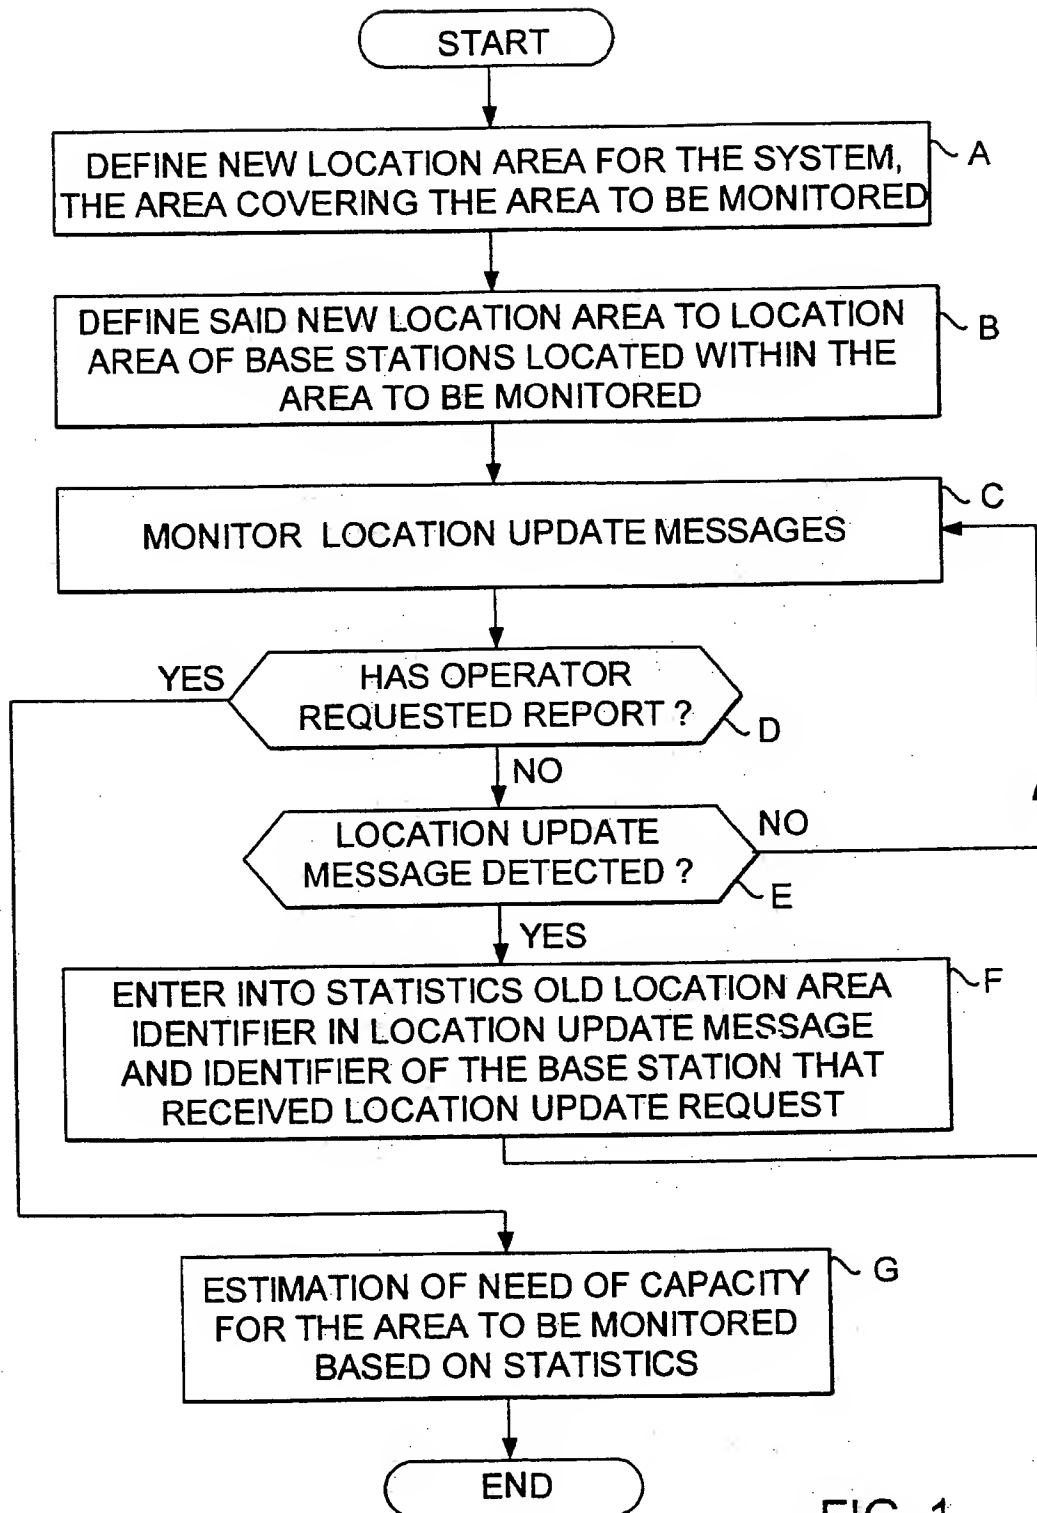 START
DEFINE NEW LOCATION AREA FOR THE SYSTEM,
THE AREA COVERING THE AREA TO BE MONITORED
A
DEFINE SAID NEW LOCATION AREA TO LOCATION
AREA OF BASE STATIONS LOCATED WITHIN THE
AREA TO BE MONITORED
B
MONITOR LOCATION UPDATE MESSAGES
C
YES
HAS OPERATOR
REQUESTED REPORT ?
D
NO
LOCATION UPDATE
MESSAGE DETECTED ?
E
NO
YES
ENTER INTO STATISTICS OLD LOCATION AREA
IDENTIFIER IN LOCATION UPDATE MESSAGE
AND IDENTIFIER OF THE BASE STATION THAT
RECEIVED LOCATION UPDATE REQUEST
F
ESTIMATION OF NEED OF CAPACITY
FOR THE AREA TO BE MONITORED
BASED ON STATISTICS
G
END
FIG. 1